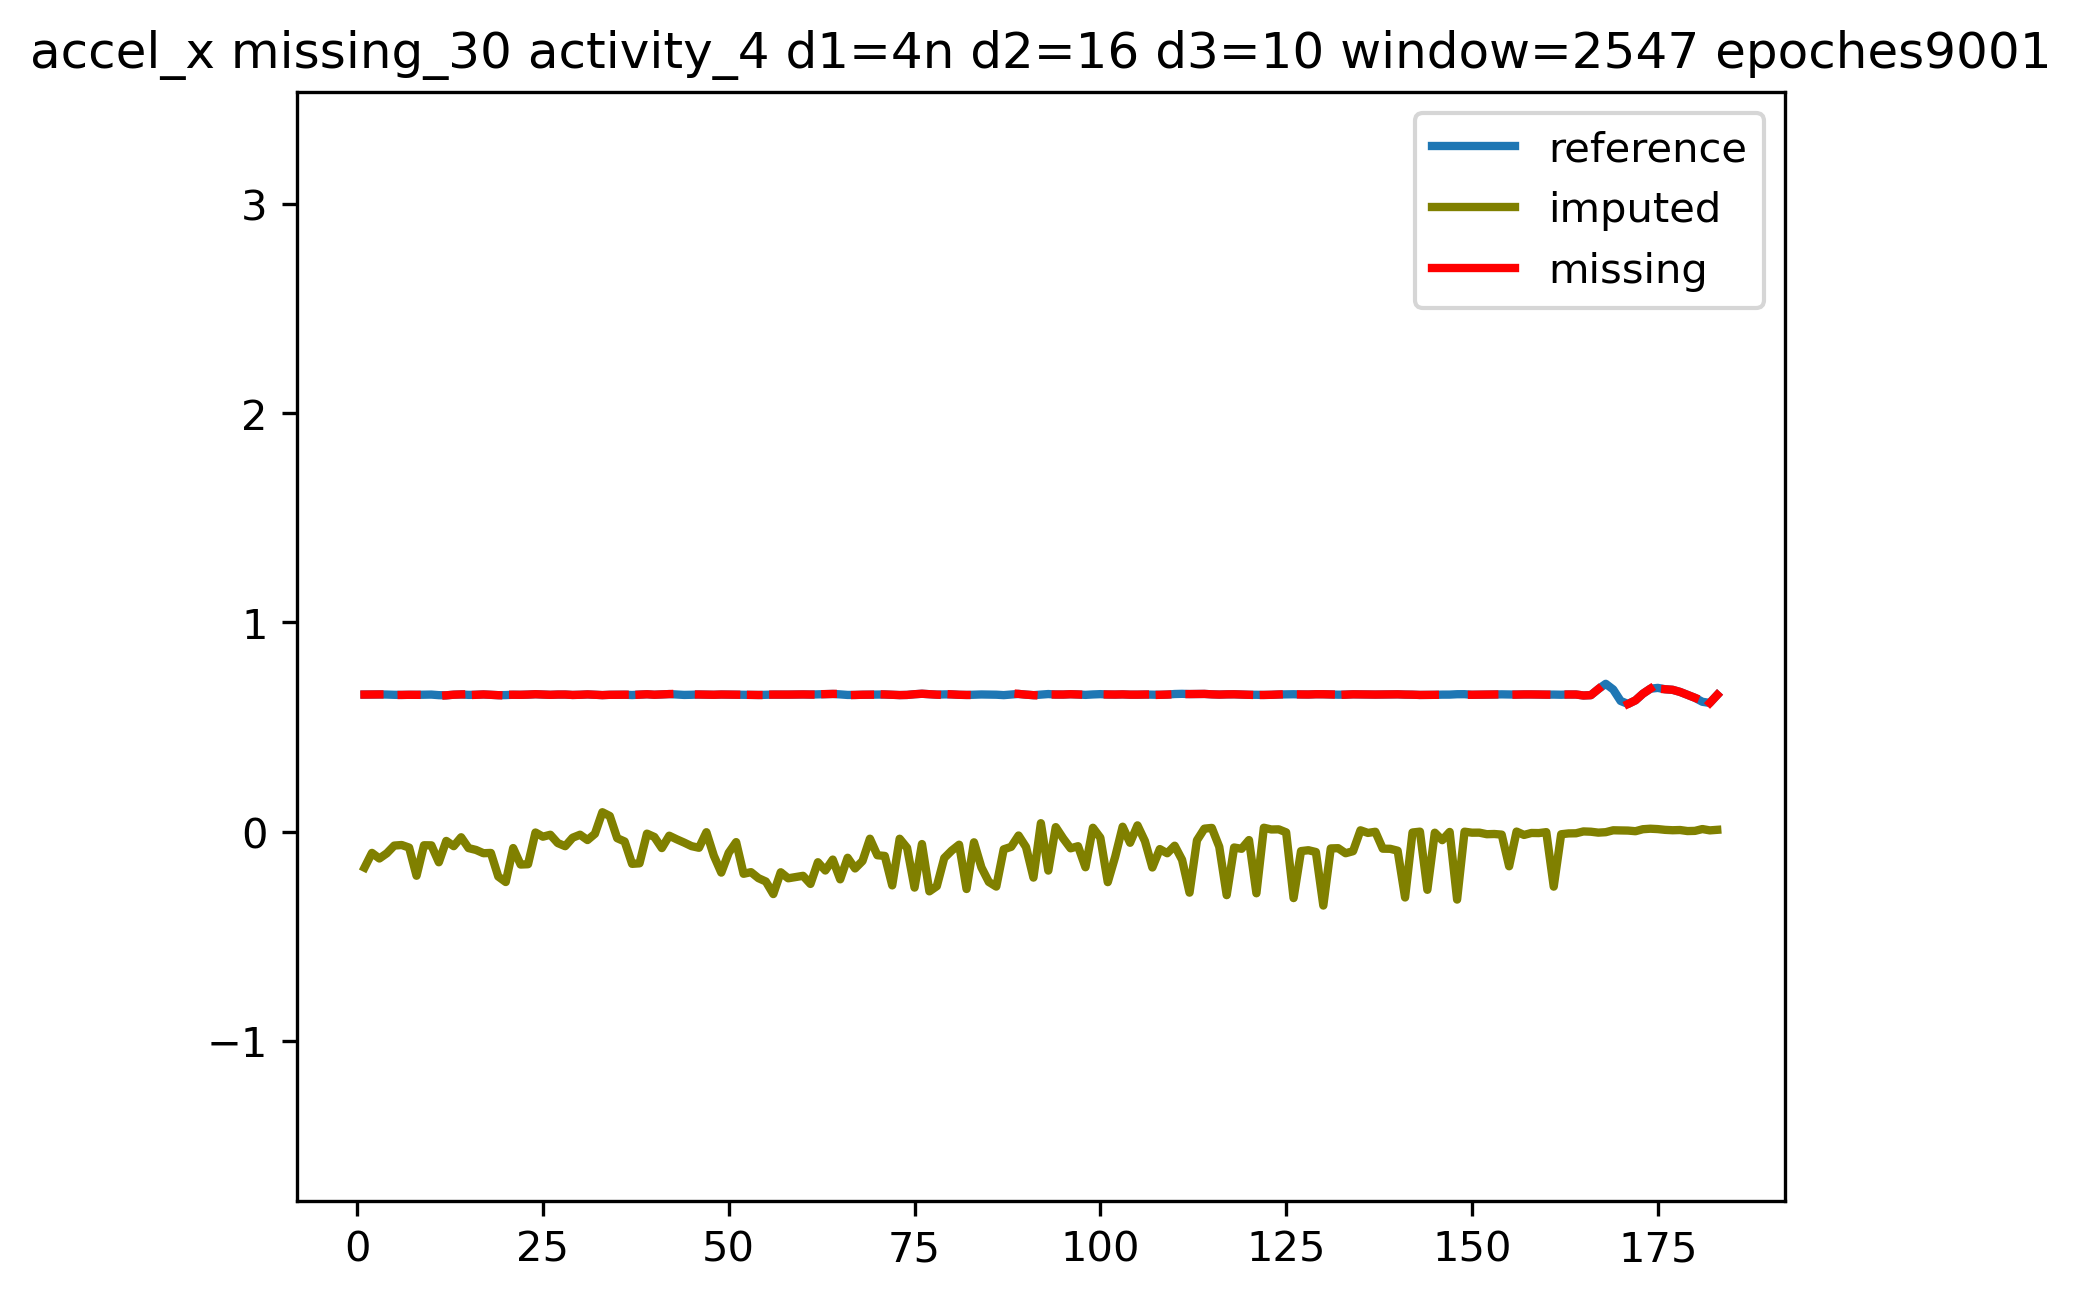 accel_x missing_30 activity_4 d1=4n d2=16 d3=10 window=2547 epoches9001
reference
imputed
missing
3
2
1
0
−1
0 25 50 75 100 125 150 175